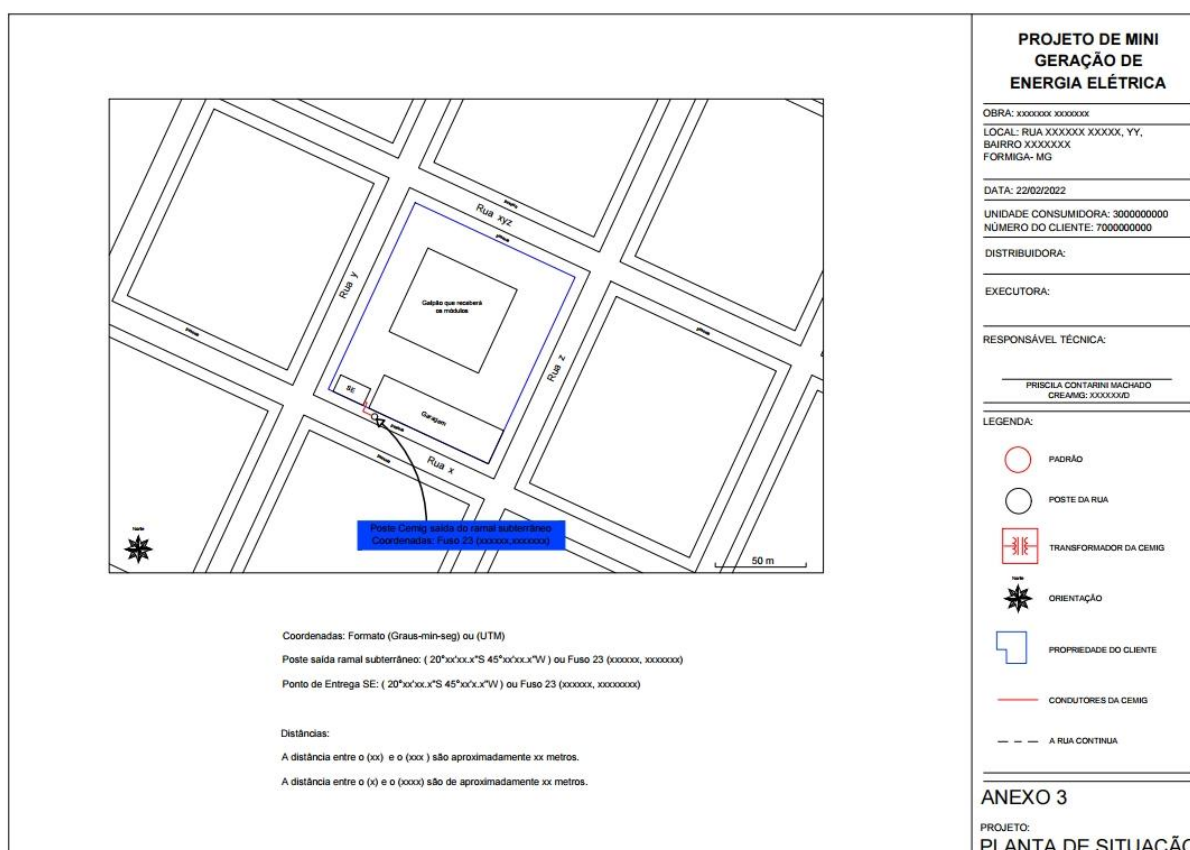 Rua xyz
Rua y
Galpão que receberá
os módulos
Rua z
SE
Garagem
Rua x
Poste Cemig saída do ramal subterrâneo
Coordenadas: Fuso 23 (xxxxxx,xxxxxxx)
Norte
50 m
Coordenadas: Formato (Graus-min-seg) ou (UTM)
Poste saída ramal subterrâneo: ( 20°xx'xx.x"S 45°xx'xx.x"W ) ou Fuso 23 (xxxxxx, xxxxxxx)
Ponto de Entrega SE: ( 20°xx'xx.x"S 45°xx'x.x"W ) ou Fuso 23 (xxxxxx, xxxxxxxx)
Distâncias:
A distância entre o (xx) e o (xxx ) são aproximadamente xx metros.
A distância entre o (x) e o (xxxx) são de aproximadamente xx metros.
PROJETO DE MINI
GERAÇÃO DE
ENERGIA ELÉTRICA
OBRA: xxxxxxx xxxxxxx
LOCAL: RUA XXXXXX XXXXX, YY,
BAIRRO XXXXXXX
FORMIGA- MG
DATA: 22/02/2022
UNIDADE CONSUMIDORA: 3000000000
NÚMERO DO CLIENTE: 7000000000
DISTRIBUIDORA:
EXECUTORA:
RESPONSÁVEL TÉCNICA:
PRISCILA CONTARINI MACHADO
CREA/MG: XXXXXX/D
LEGENDA:
PADRÃO
POSTE DA RUA
TRANSFORMADOR DA CEMIG
Norte
ORIENTAÇÃO
PROPRIEDADE DO CLIENTE
CONDUTORES DA CEMIG
A RUA CONTINUA
ANEXO 3
PROJETO:
PLANTA DE SITUAÇÃO